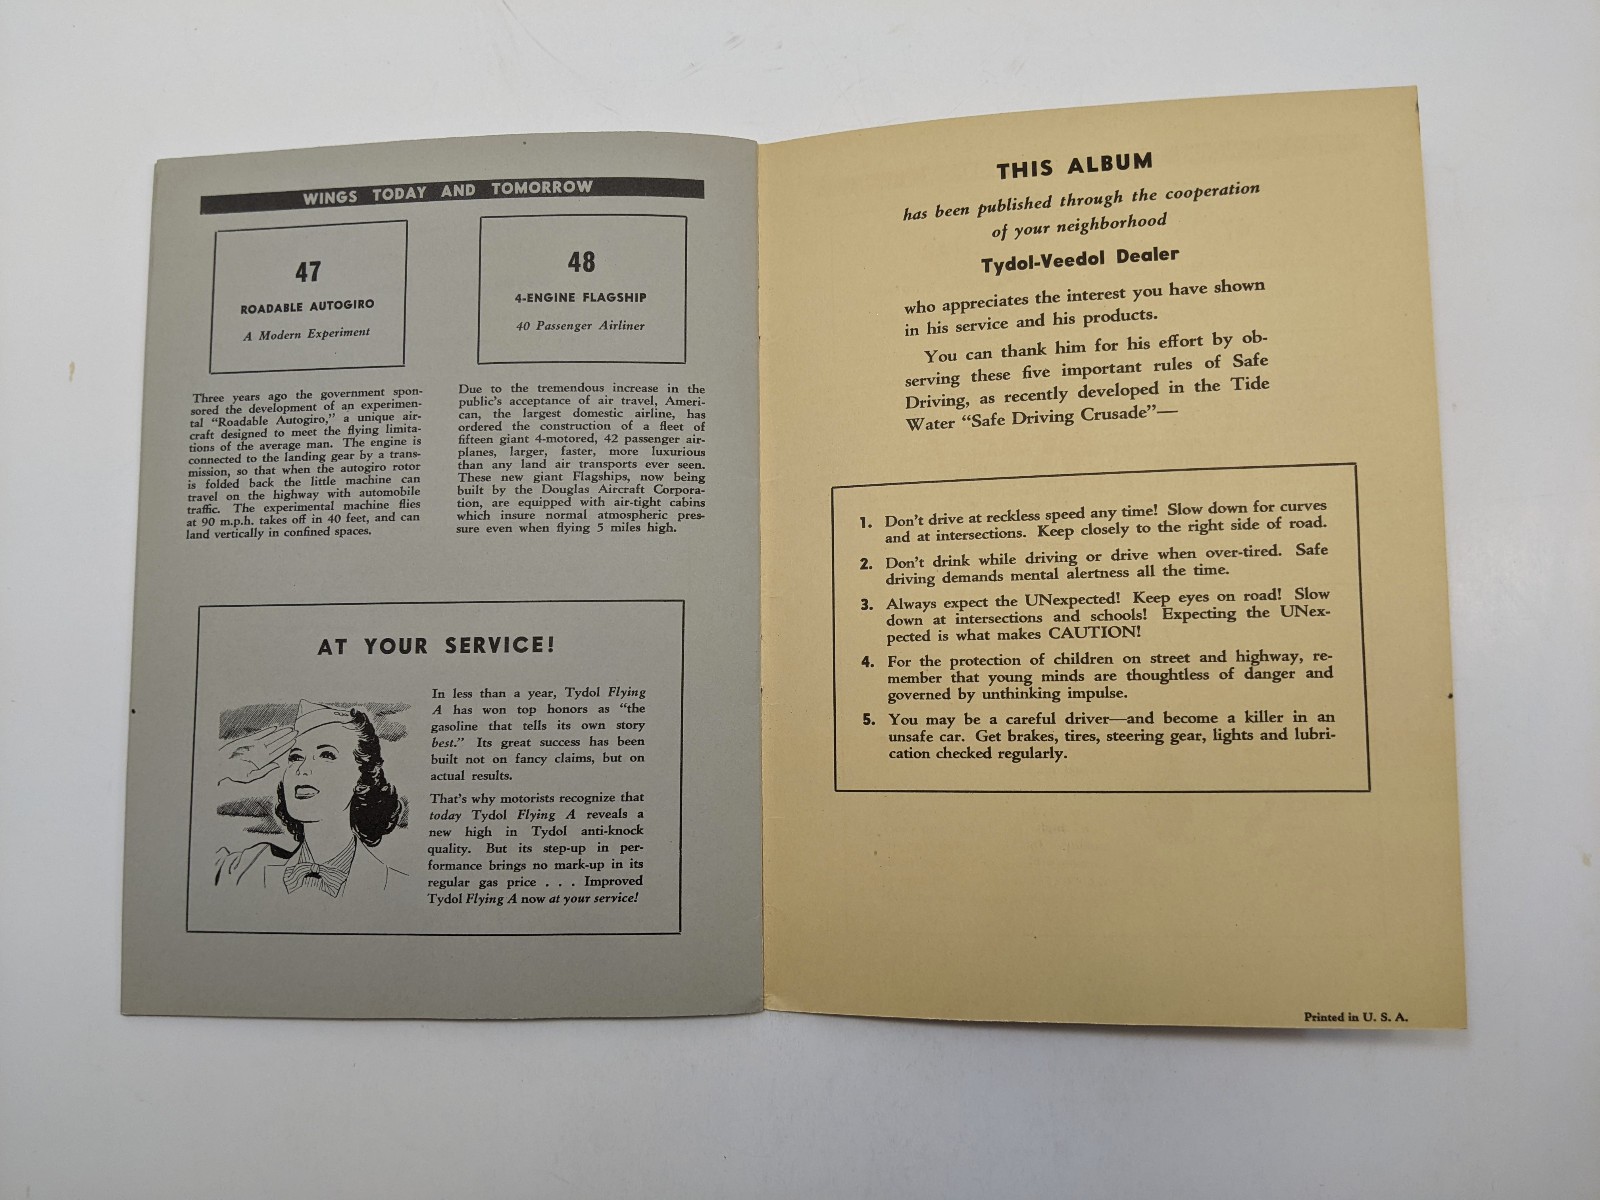 WINGS TODAY AND TOMORROW
47
ROADABLE AUTOGIRO
A Modern Experiment
Three years ago the government spon-
sored the development of an experimen-
tal "Roadable Autogiro," a unique air-
craft designed to meet the flying limita-
tions of the average man. The engine is
connected to the landing gear by a trans-
mission, so that when the autogiro rotor
is folded back the little machine can
travel on the highway with automobile
traffic. The experimental machine flies
at 90 m.p.h. takes off in 40 feet, and can
land vertically in confined spaces.
48
4-ENGINE FLAGSHIP
40 Passenger Airliner
Due to the tremendous increase in the
public's acceptance of air travel, Ameri-
can, the largest domestic airline, has
ordered the construction of a fleet of
fifteen giant 4-motored, 42 passenger air-
planes, larger, faster, more luxurious
than any land air transports ever seen.
These new giant Flagships, now being
built by the Douglas Aircraft Corpora-
tion, are equipped with air-tight cabins
which insure normal atmospheric pres-
sure even when flying 5 miles high.
AT YOUR SERVICE!
In less than a year, Tydol Flying
A has won top honors as "the
gasoline that tells its own story
best." Its great success has been
built not on fancy claims, but on
actual results.
That's why motorists recognize that
today Tydol Flying A reveals a
new high in Tydol anti-knock
quality. But its step-up in per-
formance brings no mark-up in its
regular gas price . . . Improved
Tydol Flying A now at your service!
THIS ALBUM
has been published through the cooperation
of your neighborhood
Tydol-Veedol Dealer
who appreciates the interest you have shown
in his service and his products.
You can thank him for his effort by ob-
serving these five important rules of Safe
Driving, as recently developed in the Tide
Water "Safe Driving Crusade"—
1. Don't drive at reckless speed any time! Slow down for curves
and at intersections. Keep closely to the right side of road.
2. Don't drink while driving or drive when over-tired. Safe
driving demands mental alertness all the time.
3. Always expect the UNexpected! Keep eyes on road! Slow
down at intersections and schools! Expecting the UNex-
pected is what makes CAUTION!
4. For the protection of children on street and highway, re-
member that young minds are thoughtless of danger and
governed by unthinking impulse.
5. You may be a careful driver—and become a killer in an
unsafe car. Get brakes, tires, steering gear, lights and lubri-
cation checked regularly.
Printed in U. S. A.